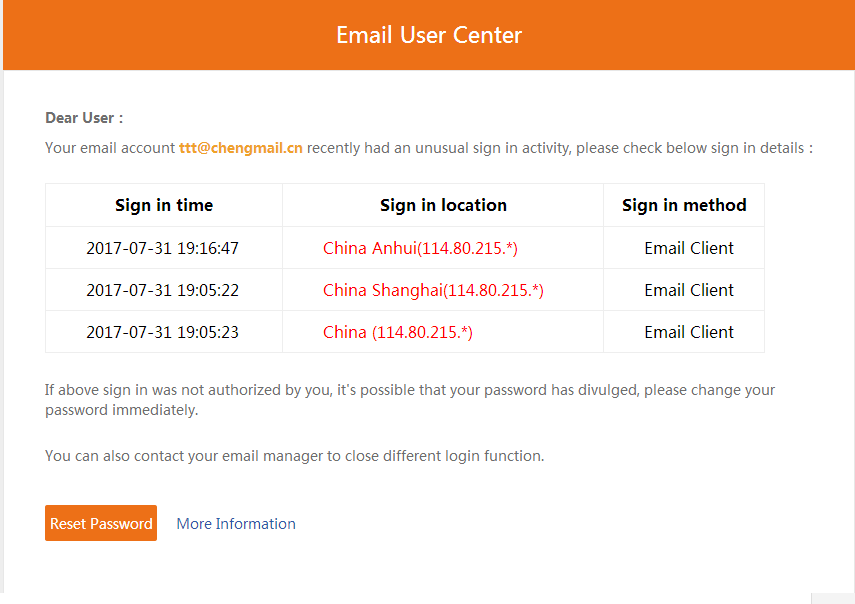 Email User Center
Dear User :
Your email account ttt@chengmail.cn recently had an unusual sign in activity, please check below sign in details :
Sign in time Sign in location Sign in method
2017-07-31 19:16:47 China Anhui(114.80.215.*) Email Client
2017-07-31 19:05:22 China Shanghai(114.80.215.*) Email Client
2017-07-31 19:05:23 China (114.80.215.*) Email Client
If above sign in was not authorized by you, it's possible that your password has divulged, please change your
password immediately.
You can also contact your email manager to close different login function.
Reset Password More Information